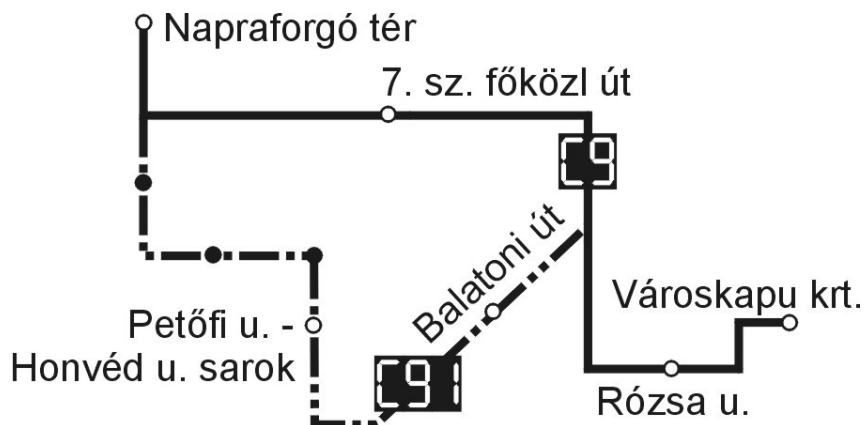 Napraforgó tér
7. sz. főközl út
C9
Balatoni út
Városkapu krt.
Petőfi u. -
Honvéd u. sarok
C91
Rózsa u.